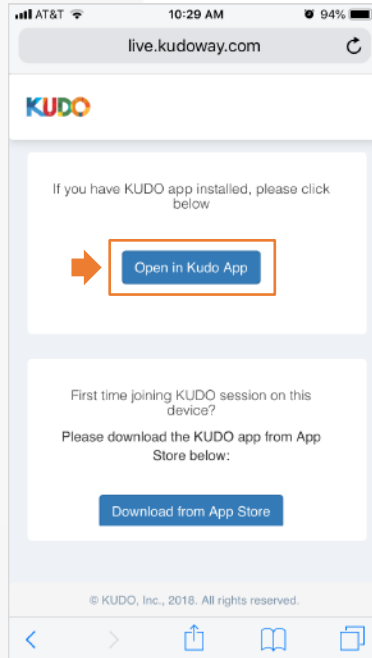 AT&T 10:29 AM 94%
live.kudoway.com
KUDO
If you have KUDO app installed, please click
below
Open in Kudo App
First time joining KUDO session on this
device?
Please download the KUDO app from App
Store below:
Download from App Store
© KUDO, Inc., 2018. All rights reserved.